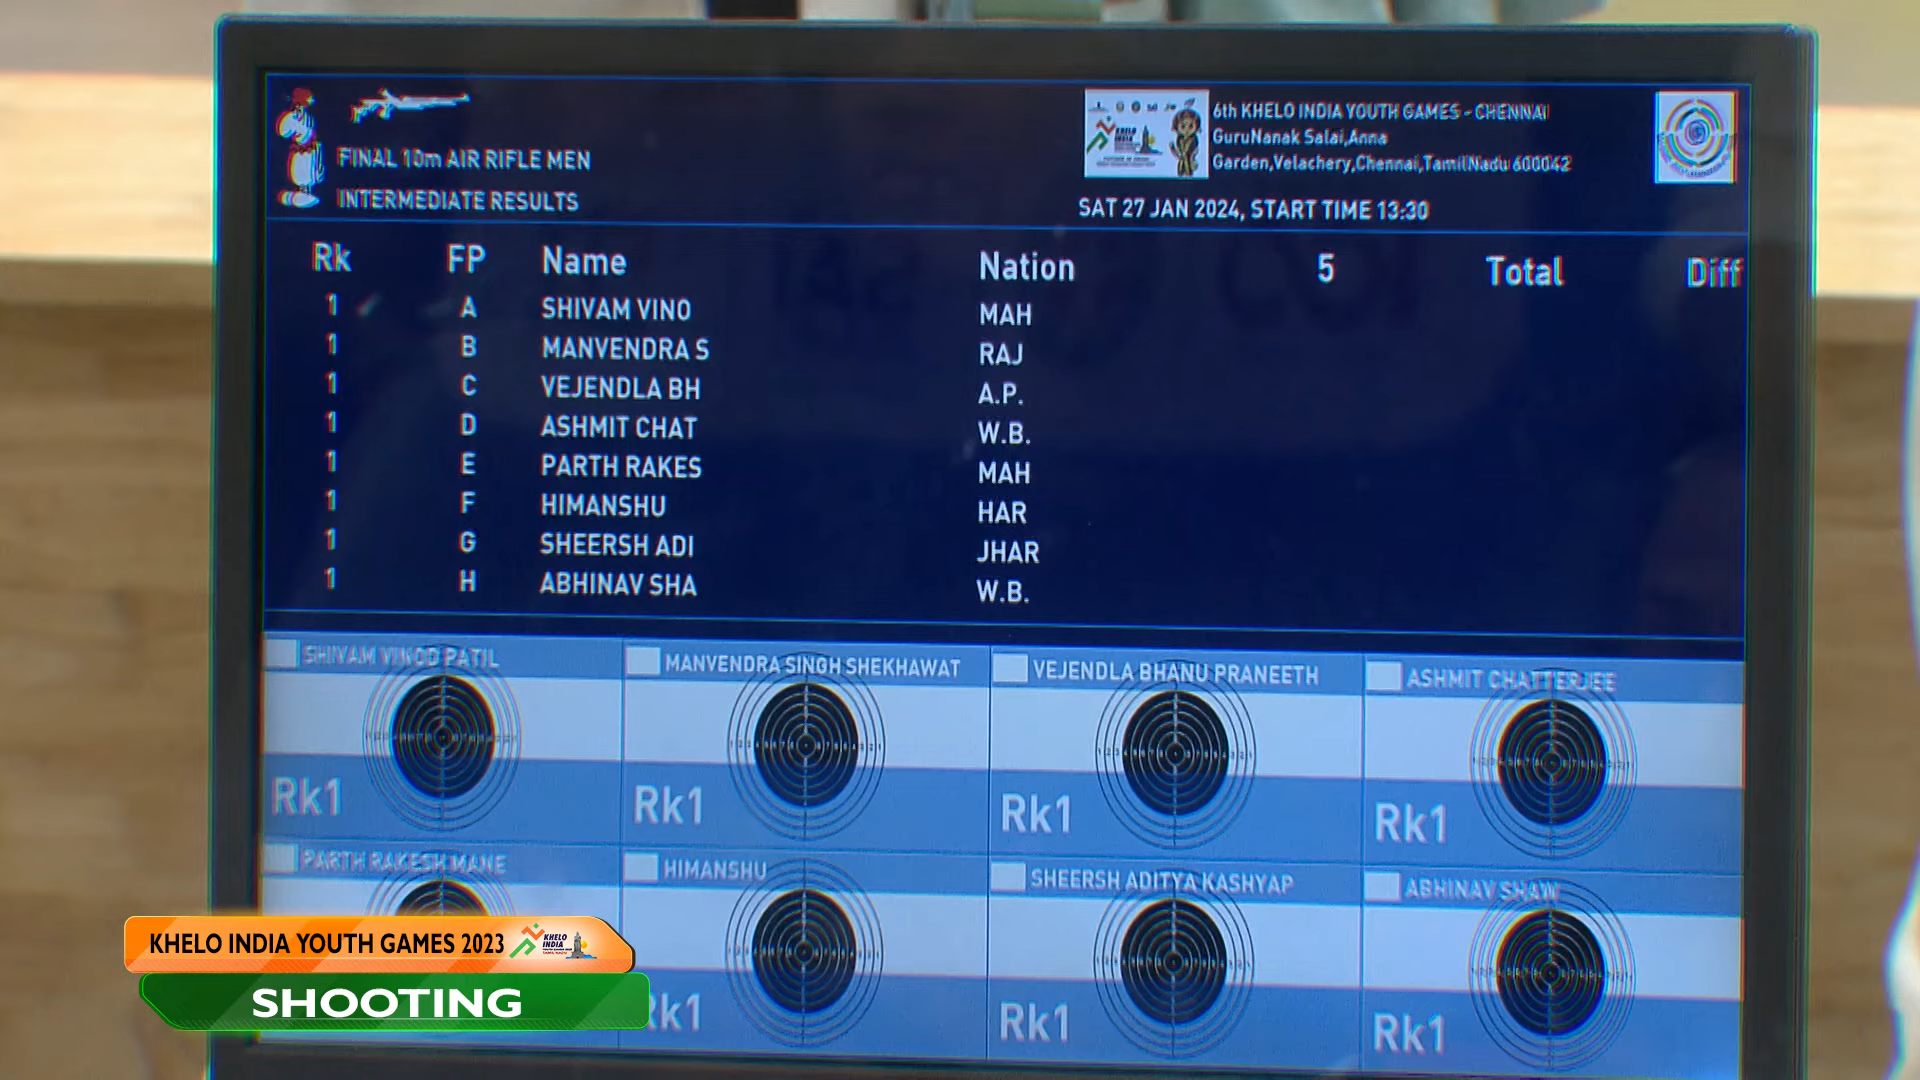 FINAL 10m AIR RIFLE MEN
INTERMEDIATE RESULTS
KHELO
INDIA
6th KHELO INDIA YOUTH GAMES - CHENNAI
GuruNanak Salai,Anna
Garden,Velachery,Chennai,TamilNadu 600042
SAT 27 JAN 2024, START TIME 13:30
Rk FP Name Nation 5 Total Diff
1 A SHIVAM VINO MAH
1 B MANVENDRA S RAJ
1 C VEJENDLA BH A.P.
1 D ASHMIT CHAT W.B.
1 E PARTH RAKES MAH
1 F HIMANSHU HAR
1 G SHEERSH ADI JHAR
1 H ABHINAV SHA W.B.
SHIVAM VINOD PATIL MANVENDRA SINGH SHEKHAWAT VEJENDLA BHANU PRANEETH ASHMIT CHATTERJEE
Rk1 Rk1 Rk1 Rk1
PARTH RAKESH MANE HIMANSHU SHEERSH ADITYA KASHYAP ABHINAV SHAW
Rk1 Rk1 Rk1
KHELO INDIA YOUTH GAMES 2023
KHELO
INDIA
SHOOTING